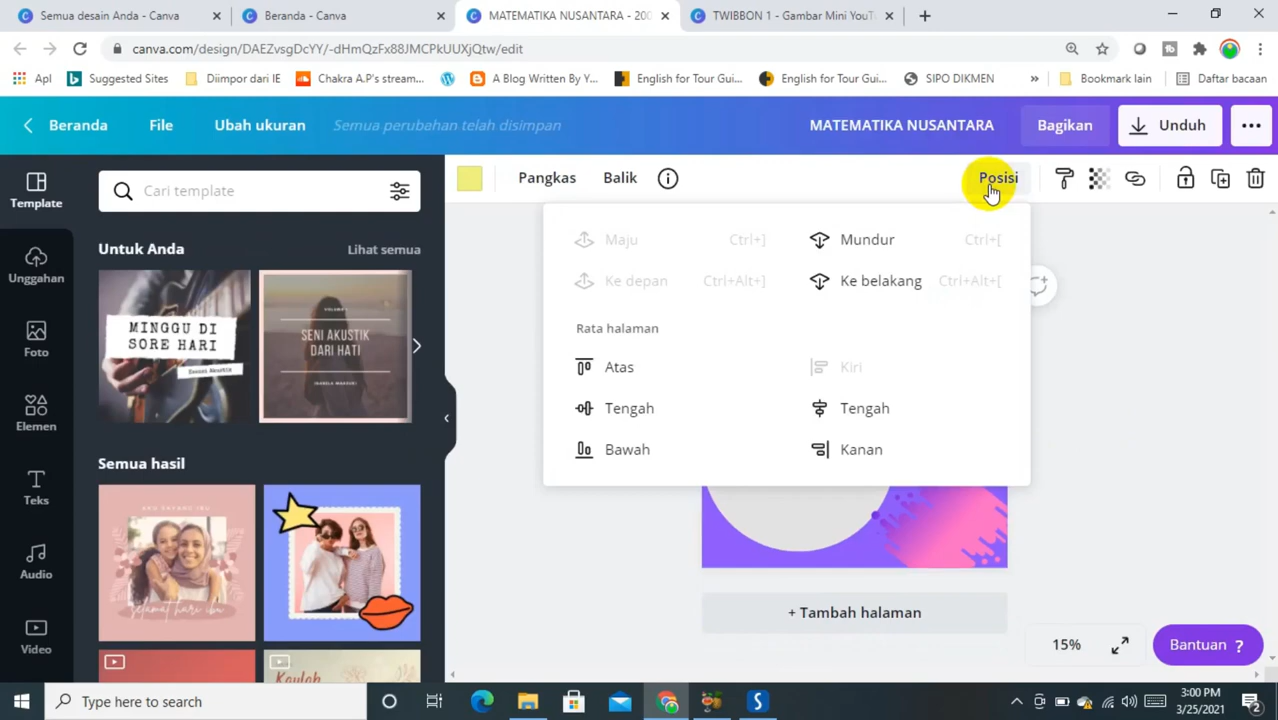 Semua desain Anda - Canva
Beranda - Canva
MATEMATIKA NUSANTARA - 200
TWIBBON 1 - Gambar Mini YouT
canva.com/design/DAEZvsgDcYY/-dHmQzFx88JMCPkUUXjQtw/edit
Apl
Suggested Sites
Diimpor dari IE
Chakra A.P's stream...
A Blog Written By Y...
English for Tour Gui...
English for Tour Gui...
SIPO DIKMEN
»
Bookmark lain
Daftar bacaan
Beranda
File
Ubah ukuran
Semua perubahan telah disimpan
MATEMATIKA NUSANTARA
Bagikan
Unduh
Template
Cari template
Pangkas
Balik
Posisi
Untuk Anda
Lihat semua
Maju Ctrl+]
Mundur Ctrl+[
Unggahan
Ke depan Ctrl+Alt+]
Ke belakang Ctrl+Alt+[
MINGGU DI
SORE HARI
SENI AKUSTIK
DARI HATI
Rata halaman
Foto
Atas
Kiri
Elemen
Tengah
Tengah
Bawah
Kanan
Semua hasil
Teks
Audio
selamat hari ibu
+ Tambah halaman
Video
15%
Bantuan ?
Kaulah
Type here to search
3:00 PM
3/25/2021
2